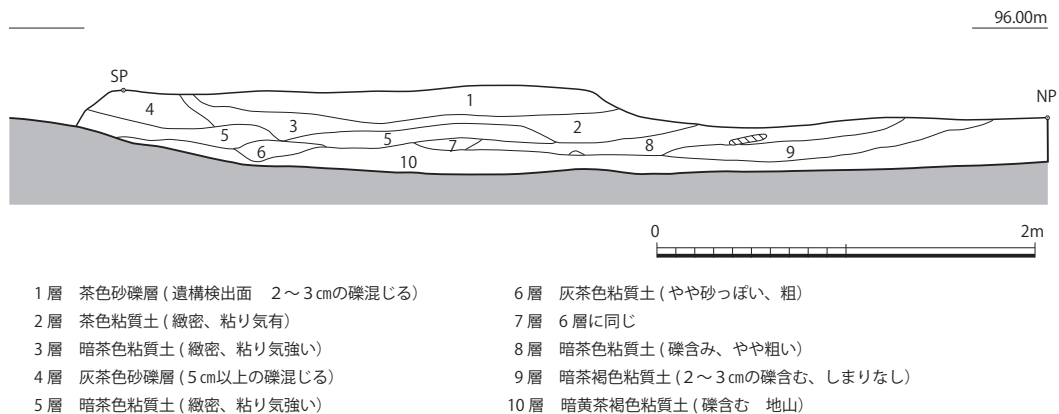 96.00m
SP
NP
1
4
2
3
5
5
7
8
6
9
10
0 2m
1層 茶色砂礫層(遺構検出面 2~3㎝の礫混じる)
2層 茶色粘質土(緻密、粘り気有)
3層 暗茶色粘質土(緻密、粘り気強い)
4層 灰茶色砂礫層(5㎝以上の礫混じる)
5層 暗茶色粘質土(緻密、粘り気強い)
6層 灰茶色粘質土(やや砂っぽい、粗)
7層 6層に同じ
8層 暗茶色粘質土(礫含み、やや粗い)
9層 暗茶褐色粘質土(2~3㎝の礫含む、しまりなし)
10層 暗黄茶褐色粘質土(礫含む 地山)